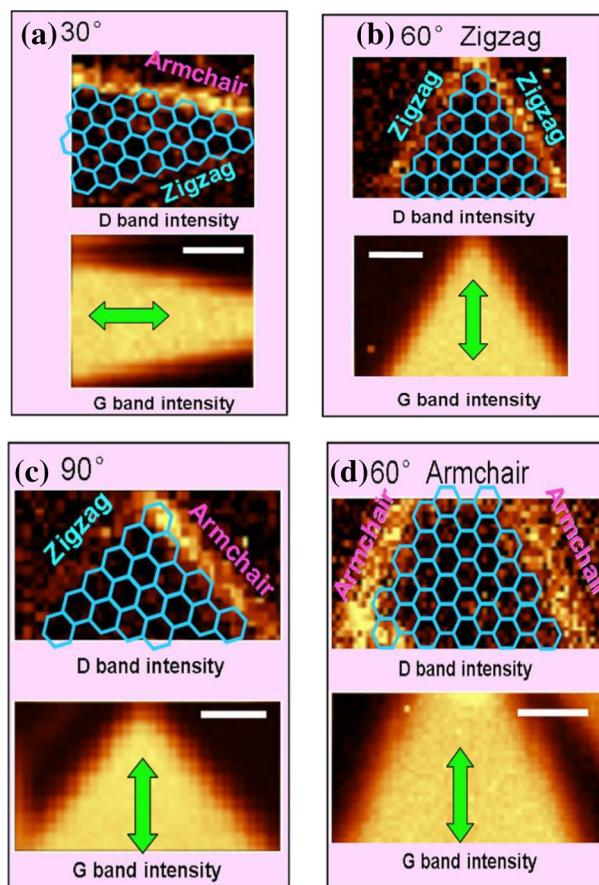 (a) 30°
Armchair
Zigzag
D band intensity
G band intensity
(b) 60° Zigzag
Zigzag
Zigzag
D band intensity
G band intensity
(c) 90°
Zigzag
Armchair
D band intensity
G band intensity
(d) 60° Armchair
Armchair
Armchair
D band intensity
G band intensity